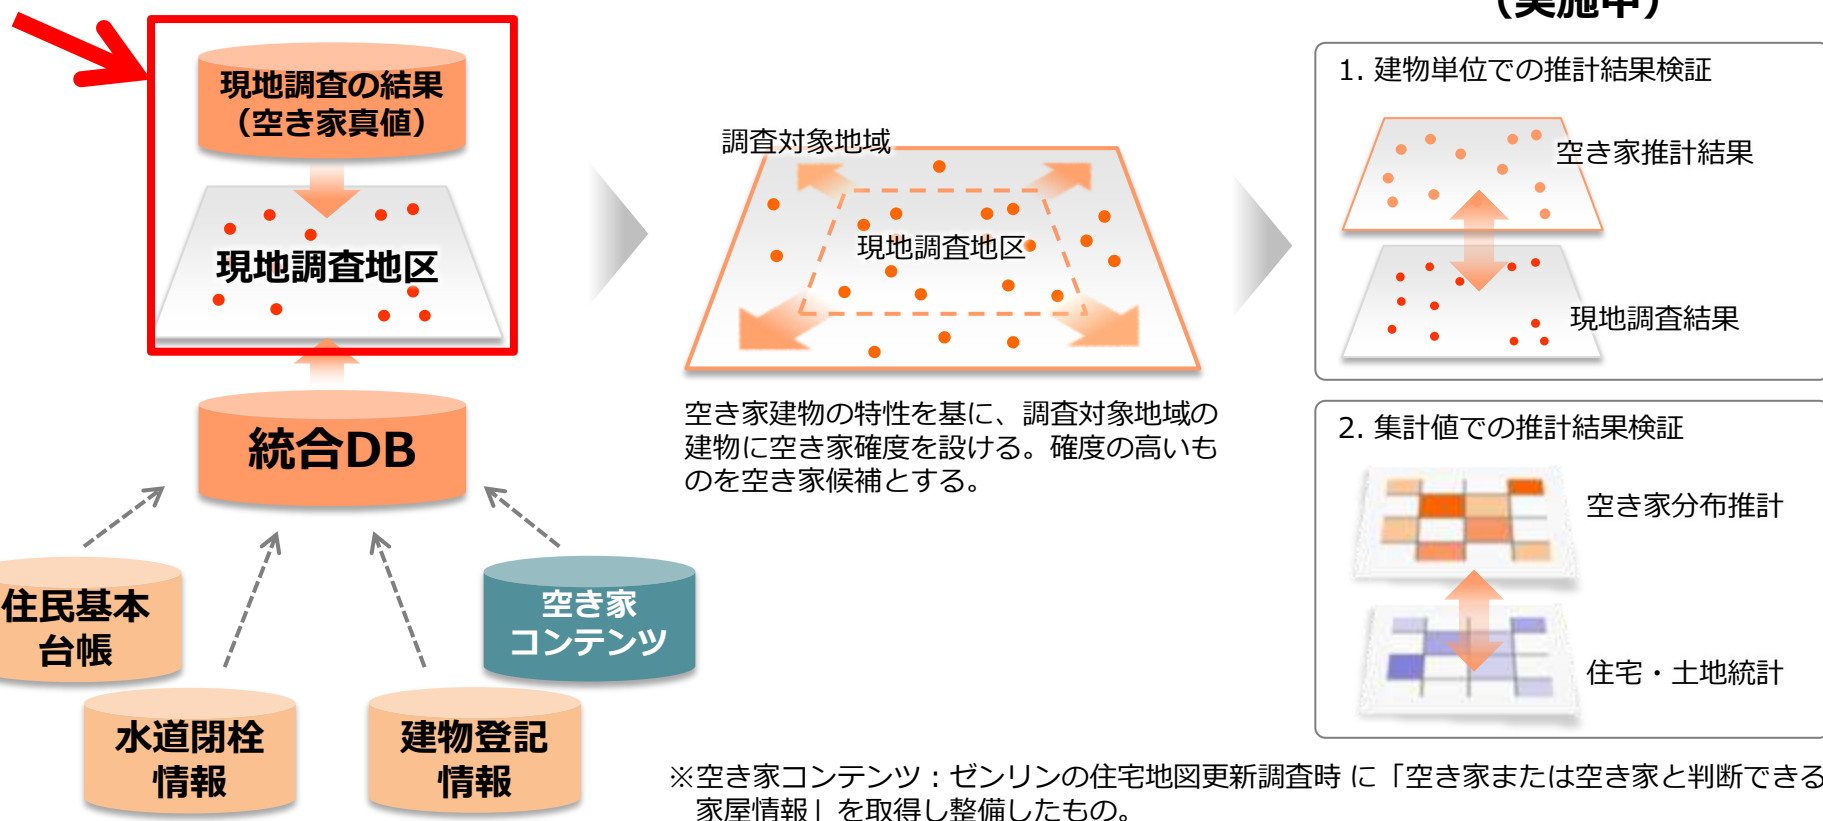 （実施中）
現地調査の結果
（空き家真値）
現地調査地区
統合DB
住民基本
台帳
水道閉栓
情報
建物登記
情報
空き家
コンテンツ
調査対象地域
現地調査地区
空き家建物の特性を基に、調査対象地域の
建物に空き家確度を設ける。確度の高いも
のを空き家候補とする。
1. 建物単位での推計結果検証
空き家推計結果
現地調査結果
2. 集計値での推計結果検証
空き家分布推計
住宅・土地統計
※空き家コンテンツ：ゼンリンの住宅地図更新調査時 に「空き家または空き家と判断できる
家屋情報」を取得し整備したもの。